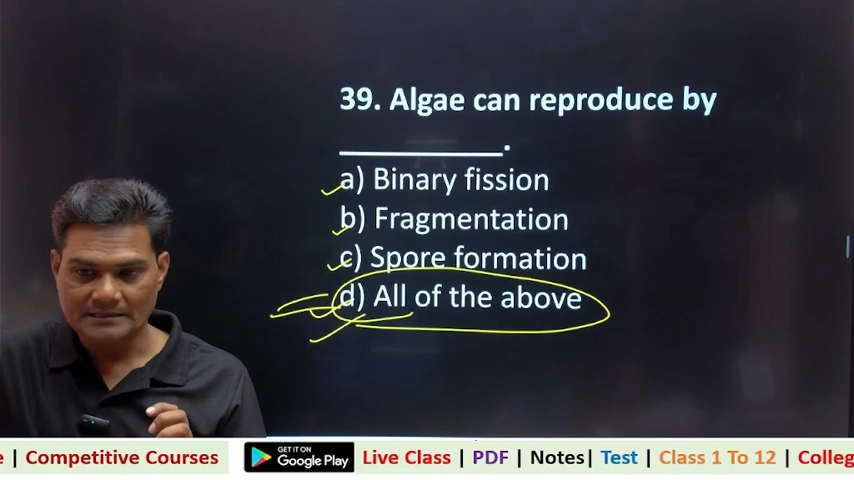 39. Algae can reproduce by
____________.
a) Binary fission
b) Fragmentation
c) Spore formation
d) All of the above
e | Competitive Courses
GET IT ON
Google Play
Live Class | PDF | Notes| Test | Class 1 To 12 | Colleg